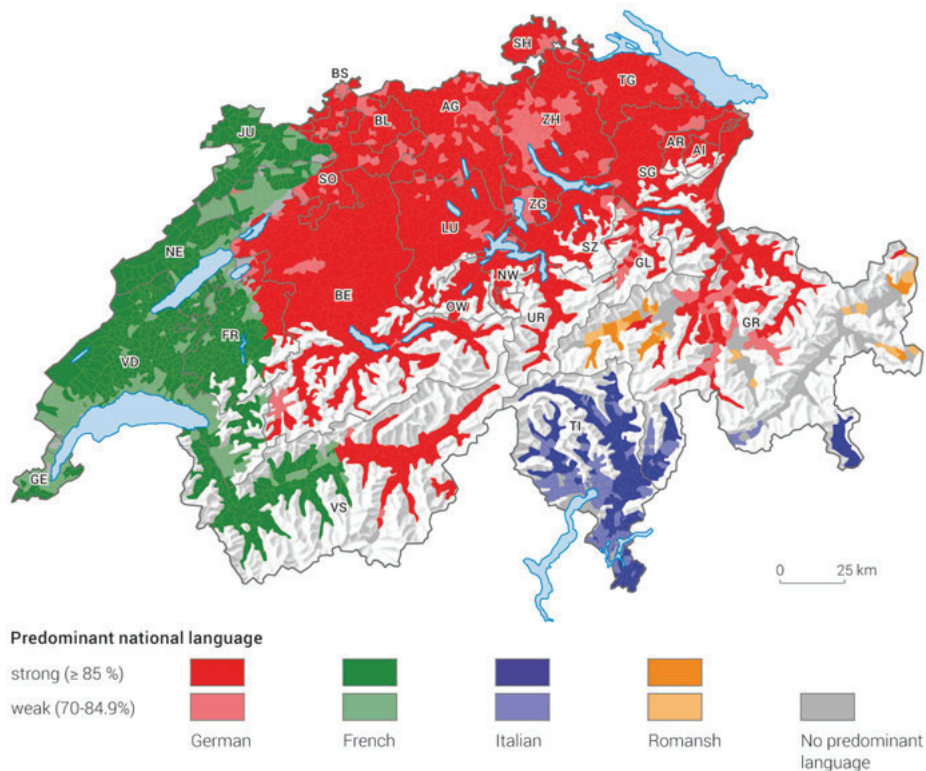 SH
BS
TG
AG
BL
ZH
JU
AR
AI
SO
SG
ZG
LU
NE
SZ
GL
NW
BE
OW
UR
FR
GR
VD
TI
GE
VS
0 25 km
Predominant national language
strong (≥ 85 %)
weak (70-84.9%)
German French Italian Romansh No predominant
language